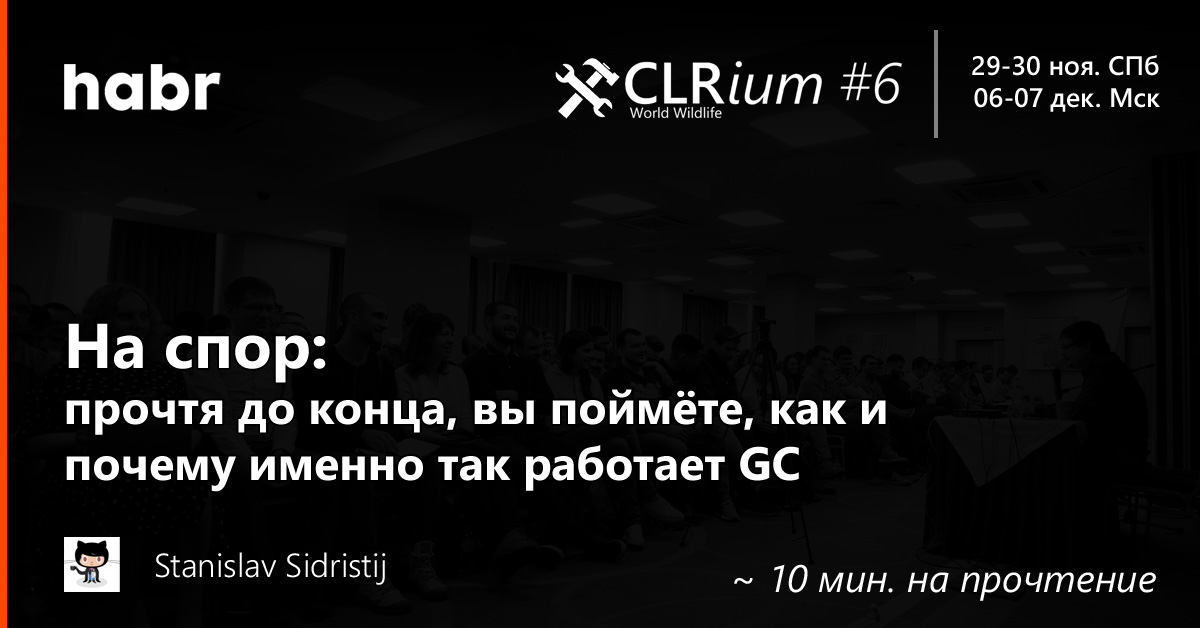 habr
CLRium #6
World Wildlife
29-30 ноя. СПб
06-07 дек. Мск
На спор:
прочтя до конца, вы поймёте, как и
почему именно так работает GC
Stanislav Sidristij
~ 10 мин. на прочтение